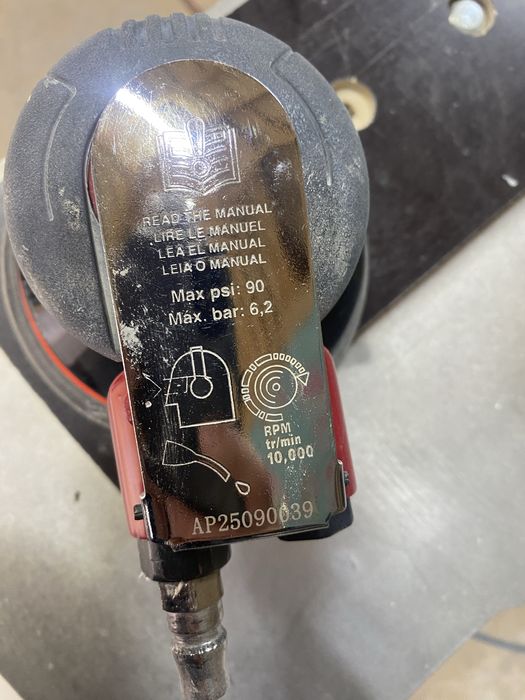 READ THE MANUAL
LIRE LE MANUEL
LEA EL MANUAL
LEIA O MANUAL
Max psi: 90
Máx. bar: 6,2
RPM
tr/min
10,000
AP25090039